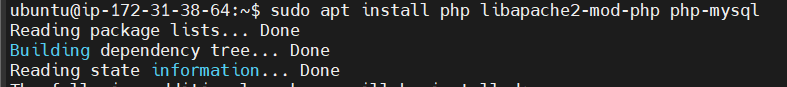 ubuntu@ip-172-31-38-64:~$ sudo apt install php libapache2-mod-php php-mysql
Reading package lists... Done
Building dependency tree... Done
Reading state information... Done